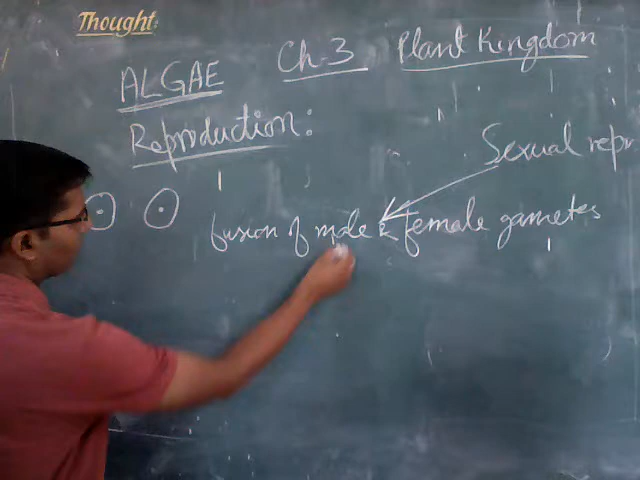 Thought
Ch-3 Plant Kingdom
ALGAE
Reproduction:
Sexual repr
fusion of male & female gametes